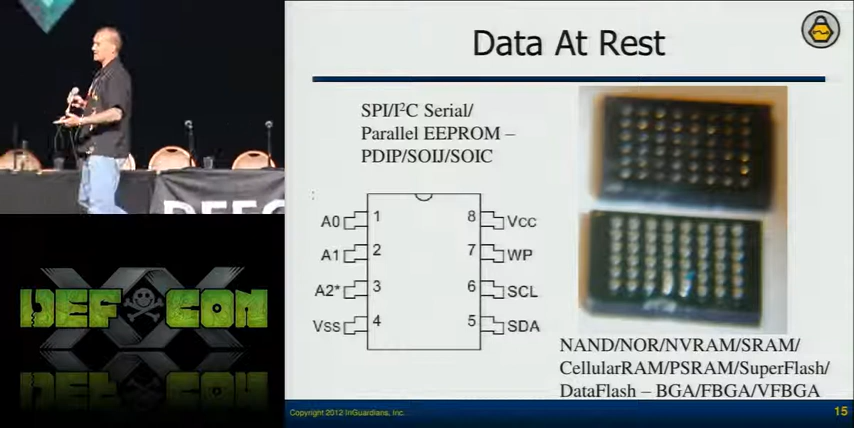 Data At Rest
SPI/I²C Serial/
Parallel EEPROM –
PDIP/SOIJ/SOIC
A0 1 8 Vcc
A1 2 7 WP
A2* 3 6 SCL
Vss 4 5 SDA
NAND/NOR/NVRAM/SRAM/
CellularRAM/PSRAM/SuperFlash/
DataFlash – BGA/FBGA/VFBGA
Copyright 2012 InGuardians, Inc.
15
DEFC
DEF CON
XX